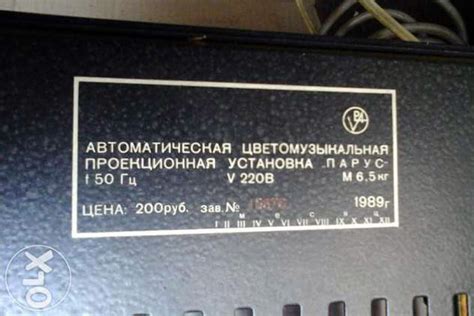 АВТОМАТИЧЕСКАЯ ЦВЕТОМУЗЫКАЛЬНАЯ
ПРОЕКЦИОННАЯ УСТАНОВКА „ПАРУС"
f 50 Гц V 220В М 6,5 кг
ЦЕНА: 200руб. зав. № 1989г
м е с я ц
I II III IV V VI VII VIII IX X XI XII
OLX